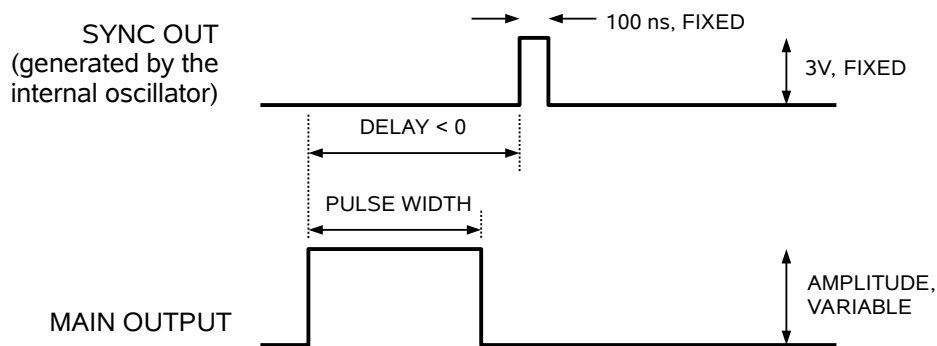 SYNC OUT
(generated by the
internal oscillator)
100 ns, FIXED
3V, FIXED
DELAY < 0
PULSE WIDTH
MAIN OUTPUT
AMPLITUDE,
VARIABLE